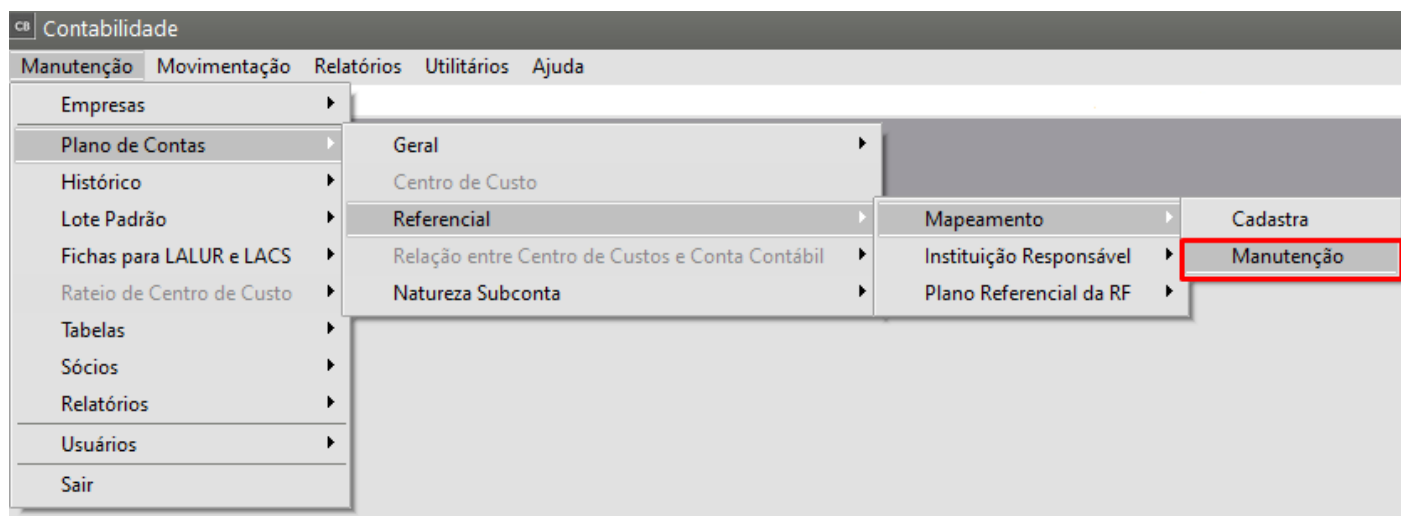 CB Contabilidade
Manutenção Movimentação Relatórios Utilitários Ajuda
Empresas
Plano de Contas
Histórico
Lote Padrão
Fichas para LALUR e LACS
Rateio de Centro de Custo
Tabelas
Sócios
Relatórios
Usuários
Sair
Geral
Centro de Custo
Referencial
Relação entre Centro de Custos e Conta Contábil
Natureza Subconta
Mapeamento
Instituição Responsável
Plano Referencial da RF
Cadastra
Manutenção